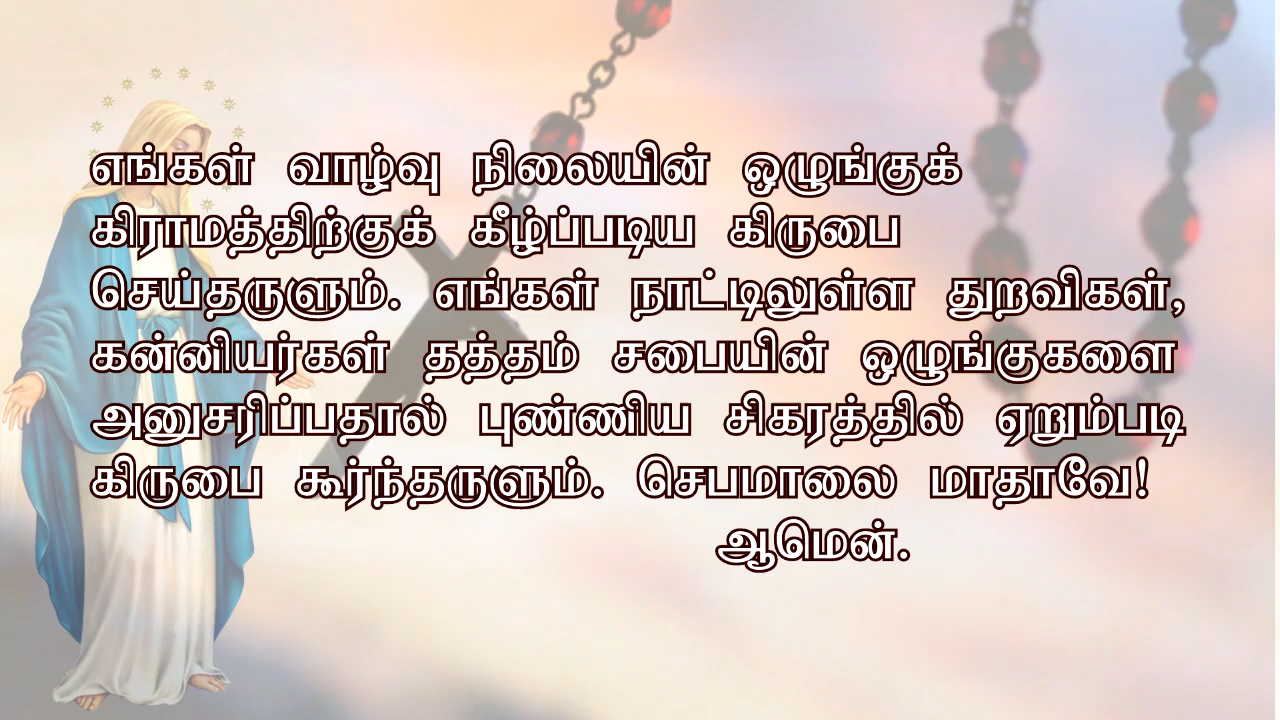 எங்கள் வாழ்வு நிலையின் ஒழுங்குக்
கிராமத்திற்குக் கீழ்ப்படிய கிருபை
செய்தருளும். எங்கள் நாட்டிலுள்ள துறவிகள்,
கன்னியர்கள் தத்தம் சபையின் ஒழுங்குகளை
அனுசரிப்பதால் புண்ணிய சிகரத்தில் ஏறும்படி
கிருபை கூர்ந்தருளும். செபமாலை மாதாவே!
ஆமென்.